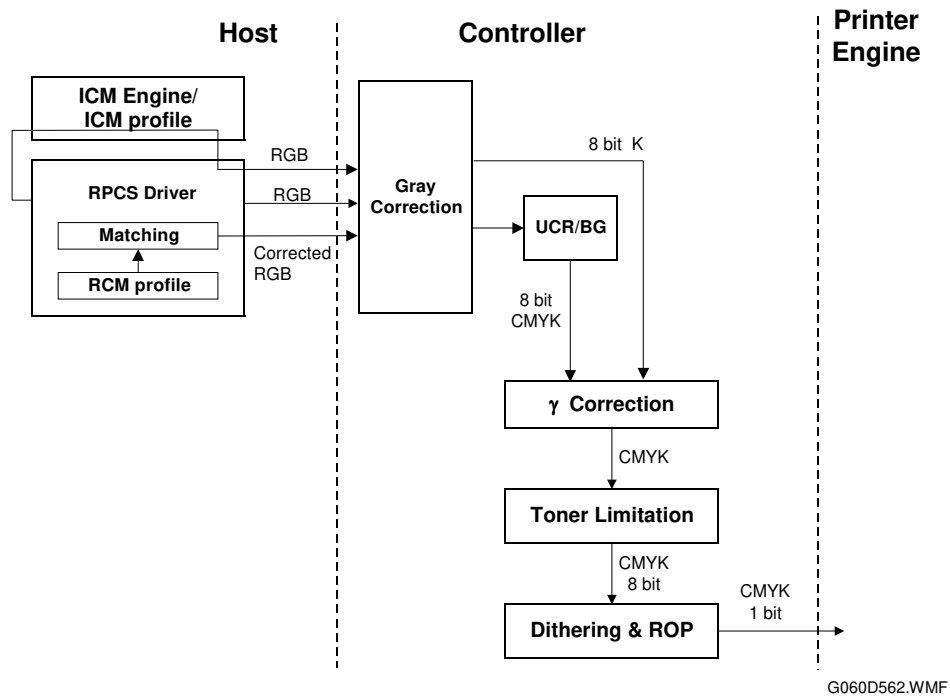 Host
Controller
Printer
Engine
ICM Engine/
ICM profile
RPCS Driver
Matching
RCM profile
RGB
RGB
Corrected
RGB
Gray
Correction
8 bit K
UCR/BG
8 bit
CMYK
γ Correction
CMYK
Toner Limitation
CMYK
8 bit
Dithering & ROP
CMYK
1 bit
G060D562.WMF